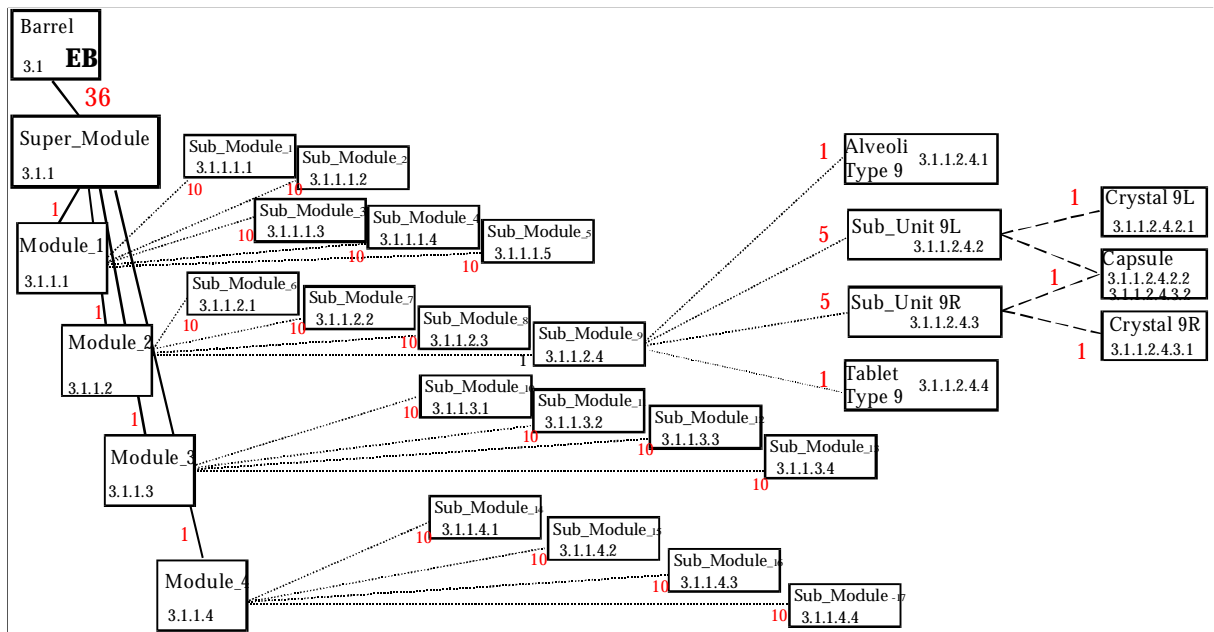 Barrel
3.1 EB
36
Super_Module
3.1.1
1
Module_1
3.1.1.1
Sub_Module_1
3.1.1.1.1
10
Sub_Module_2
3.1.1.1.2
10
Sub_Module_3
3.1.1.1.3
10
Sub_Module_4
3.1.1.1.4
10
Sub_Module_5
3.1.1.1.5
10
1
Module_2
3.1.1.2
Sub_Module_6
3.1.1.2.1
10
Sub_Module_7
3.1.1.2.2
10
Sub_Module_8
3.1.1.2.3
10
Sub_Module_9
3.1.1.2.4
1
1
Alveoli
Type 9 3.1.1.2.4.1
5
Sub_Unit 9L
3.1.1.2.4.2
5
Sub_Unit 9R
3.1.1.2.4.3
1
Tablet
Type 9 3.1.1.2.4.4
1
Crystal 9L
3.1.1.2.4.2.1
1
Capsule
3.1.1.2.4.2.2
3.1.1.2.4.3.2
1
Crystal 9R
3.1.1.2.4.3.1
1
Module_3
3.1.1.3
Sub_Module_10
3.1.1.3.1
10
Sub_Module_1
3.1.1.3.2
10
Sub_Module_12
3.1.1.3.3
10
Sub_Module_13
3.1.1.3.4
10
1
Module_4
3.1.1.4
Sub_Module_14
3.1.1.4.1
10
Sub_Module_15
3.1.1.4.2
10
Sub_Module_16
3.1.1.4.3
10
Sub_Module -17
3.1.1.4.4
10